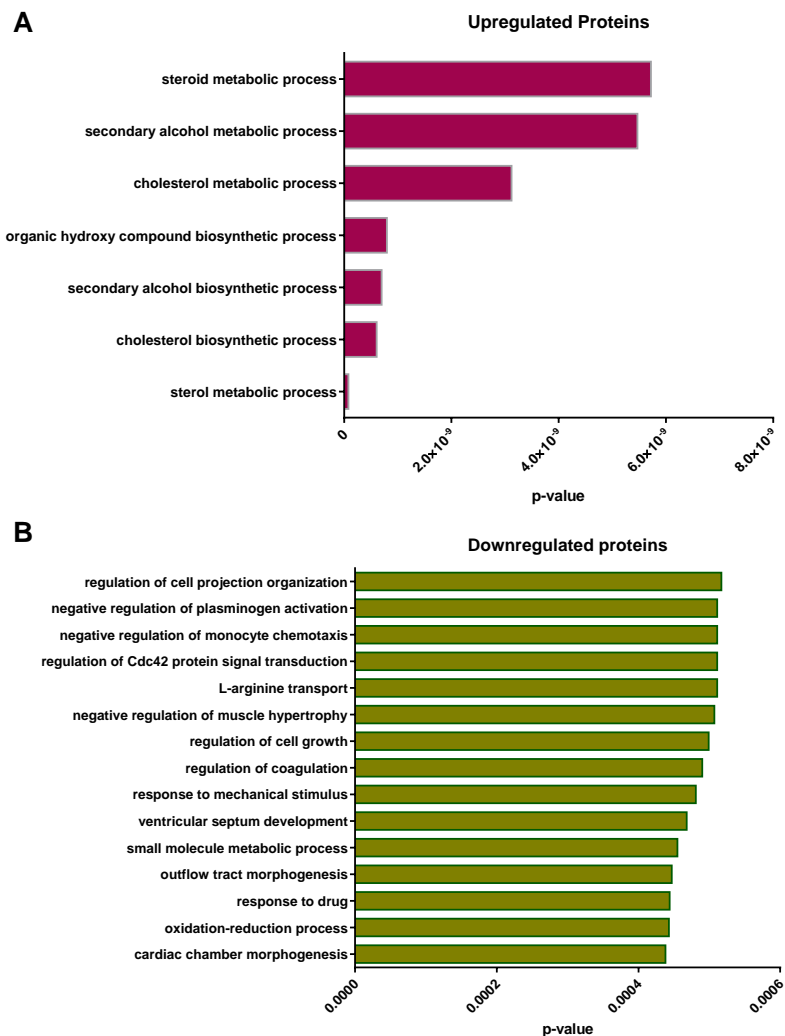 A
Upregulated Proteins
steroid metabolic process
secondary alcohol metabolic process
cholesterol metabolic process
organic hydroxy compound biosynthetic process
secondary alcohol biosynthetic process
cholesterol biosynthetic process
sterol metabolic process
0
2.0×10⁻⁹
4.0×10⁻⁹
6.0×10⁻⁹
8.0×10⁻⁹
p-value
B
Downregulated proteins
regulation of cell projection organization
negative regulation of plasminogen activation
negative regulation of monocyte chemotaxis
regulation of Cdc42 protein signal transduction
L-arginine transport
negative regulation of muscle hypertrophy
regulation of cell growth
regulation of coagulation
response to mechanical stimulus
ventricular septum development
small molecule metabolic process
outflow tract morphogenesis
response to drug
oxidation-reduction process
cardiac chamber morphogenesis
0.0000
0.0002
0.0004
0.0006
p-value